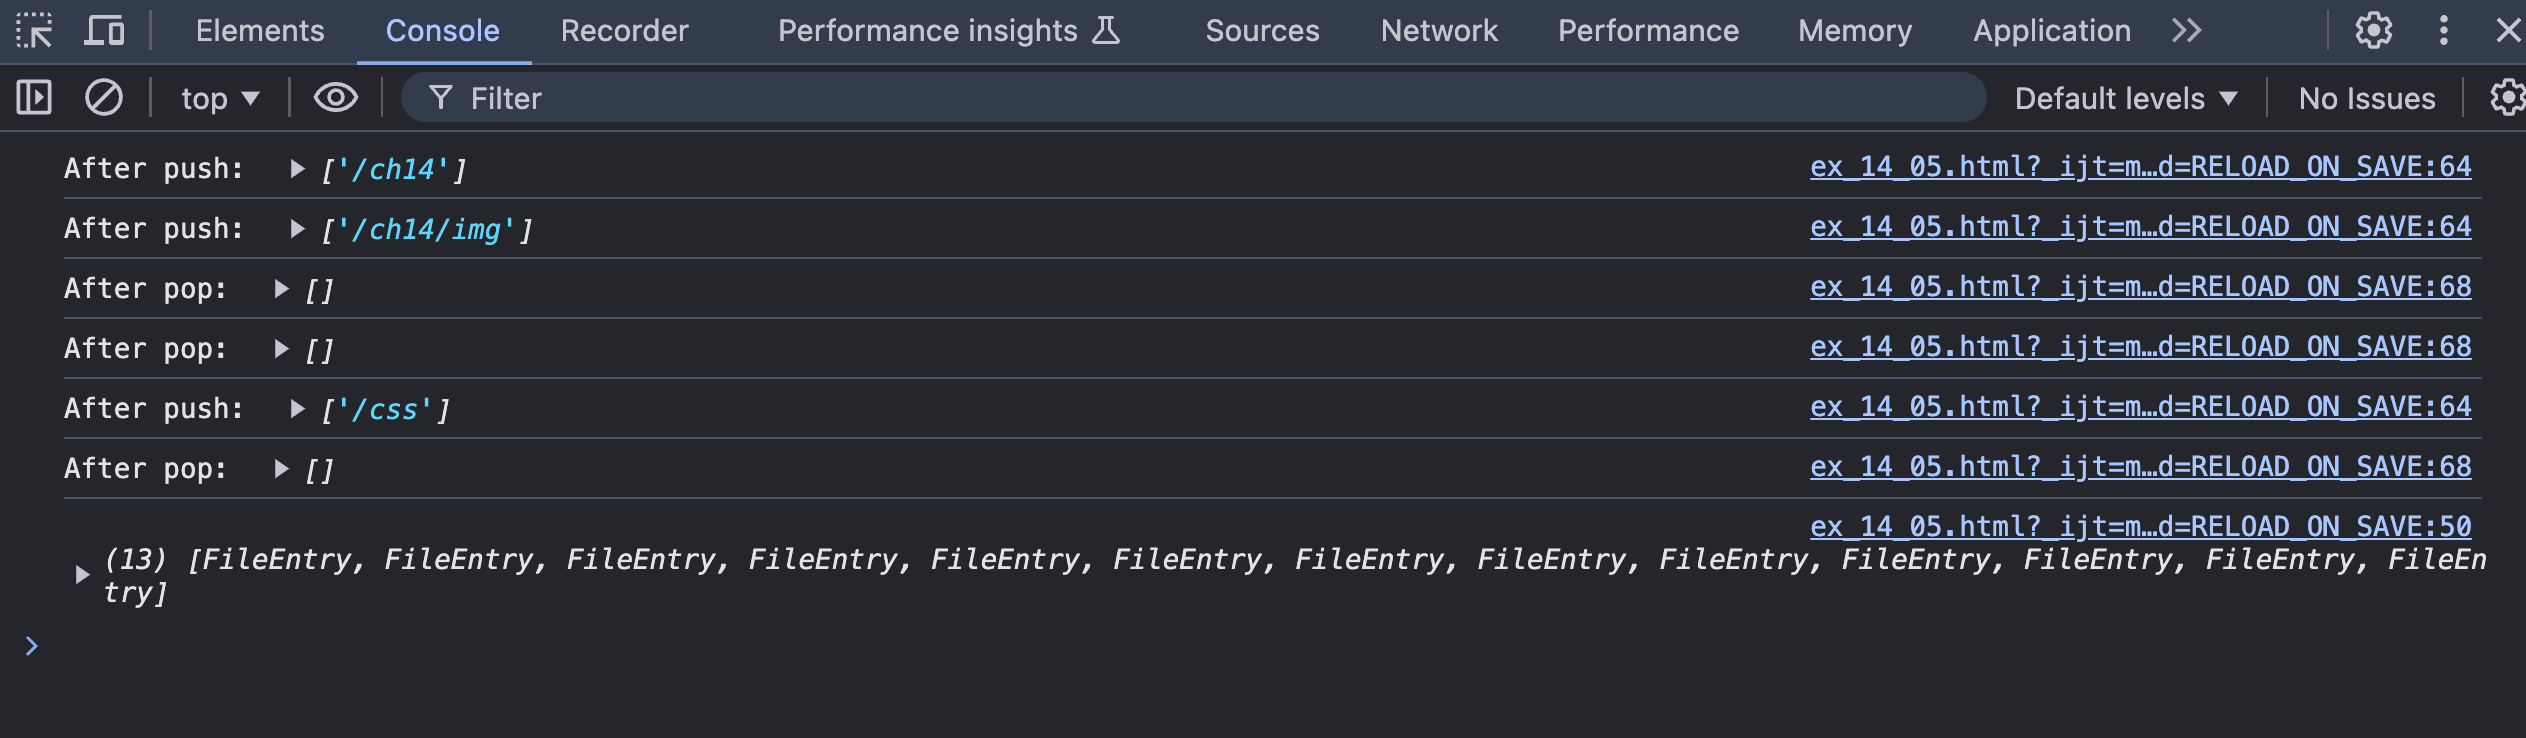 Elements Console Recorder Performance insights Sources Network Performance Memory Application
top Filter Default levels No Issues
After push: ['/ch14'] ex_14_05.html?_ijt=m…d=RELOAD_ON_SAVE:64
After push: ['/ch14/img'] ex_14_05.html?_ijt=m…d=RELOAD_ON_SAVE:64
After pop: [] ex_14_05.html?_ijt=m…d=RELOAD_ON_SAVE:68
After pop: [] ex_14_05.html?_ijt=m…d=RELOAD_ON_SAVE:68
After push: ['/css'] ex_14_05.html?_ijt=m…d=RELOAD_ON_SAVE:64
After pop: [] ex_14_05.html?_ijt=m…d=RELOAD_ON_SAVE:68
ex_14_05.html?_ijt=m…d=RELOAD_ON_SAVE:50
(13) [FileEntry, FileEntry, FileEntry, FileEntry, FileEntry, FileEntry, FileEntry, FileEntry, FileEntry, FileEntry, FileEntry, FileEntry, FileEn
try]